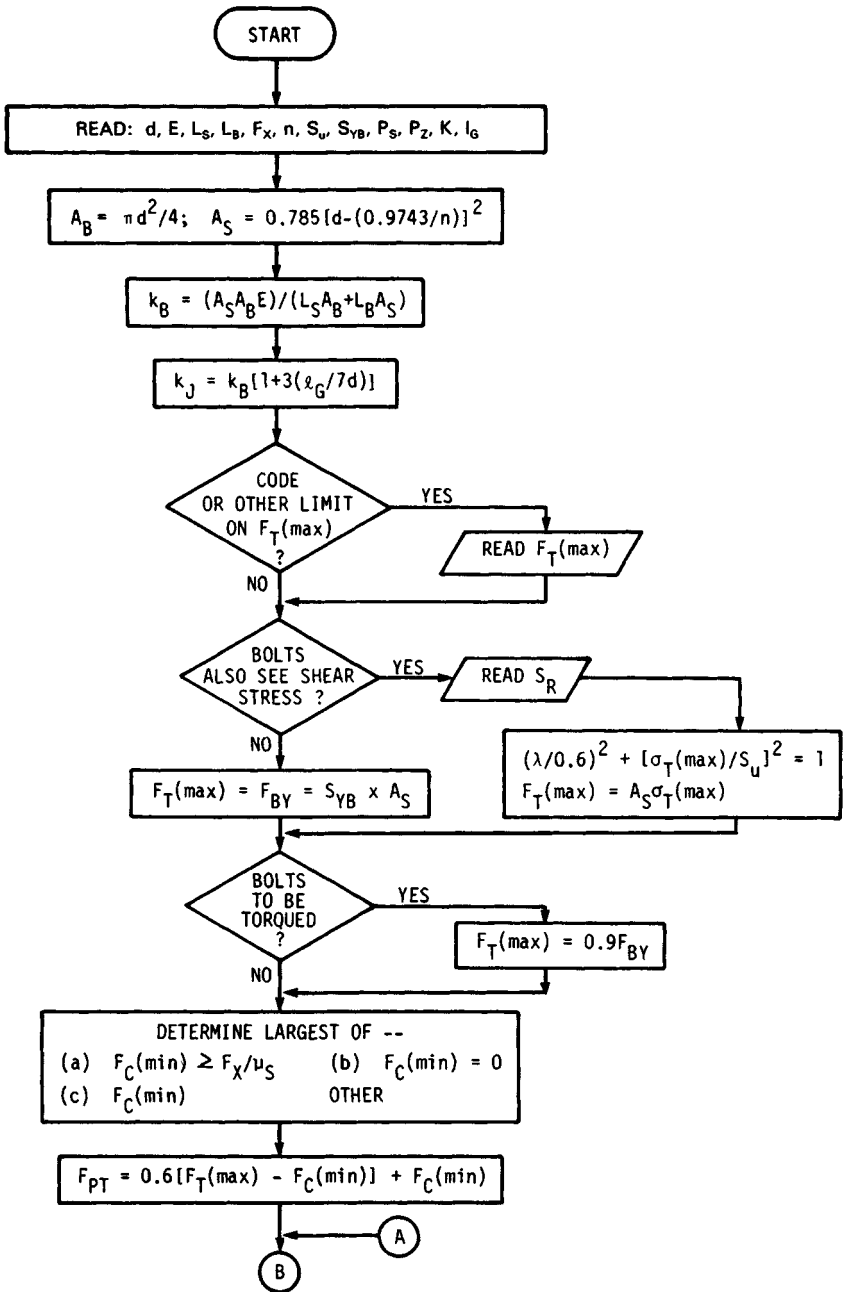 START
READ: d, E, L_S, L_B, F_X, n, S_u, S_YB, P_S, P_Z, K, l_G
A_B = πd²/4; A_S = 0.785[d-(0.9743/n)]²
k_B = (A_S A_B E)/(L_S A_B+L_B A_S)
k_J = k_B[1+3(ℓ_G/7d)]
CODE
OR OTHER LIMIT
ON F_T(max)
?
YES
READ F_T(max)
NO
BOLTS
ALSO SEE SHEAR
STRESS ?
YES
READ S_R
NO
(λ/0.6)² + [σ_T(max)/S_u]² = 1
F_T(max) = A_S σ_T(max)
F_T(max) = F_BY = S_YB x A_S
BOLTS
TO BE
TORQUED
?
YES
F_T(max) = 0.9F_BY
NO
DETERMINE LARGEST OF --
(a) F_C(min) ≥ F_X/μ_S (b) F_C(min) = 0
(c) F_C(min) OTHER
F_PT = 0.6[F_T(max) - F_C(min)] + F_C(min)
A
B